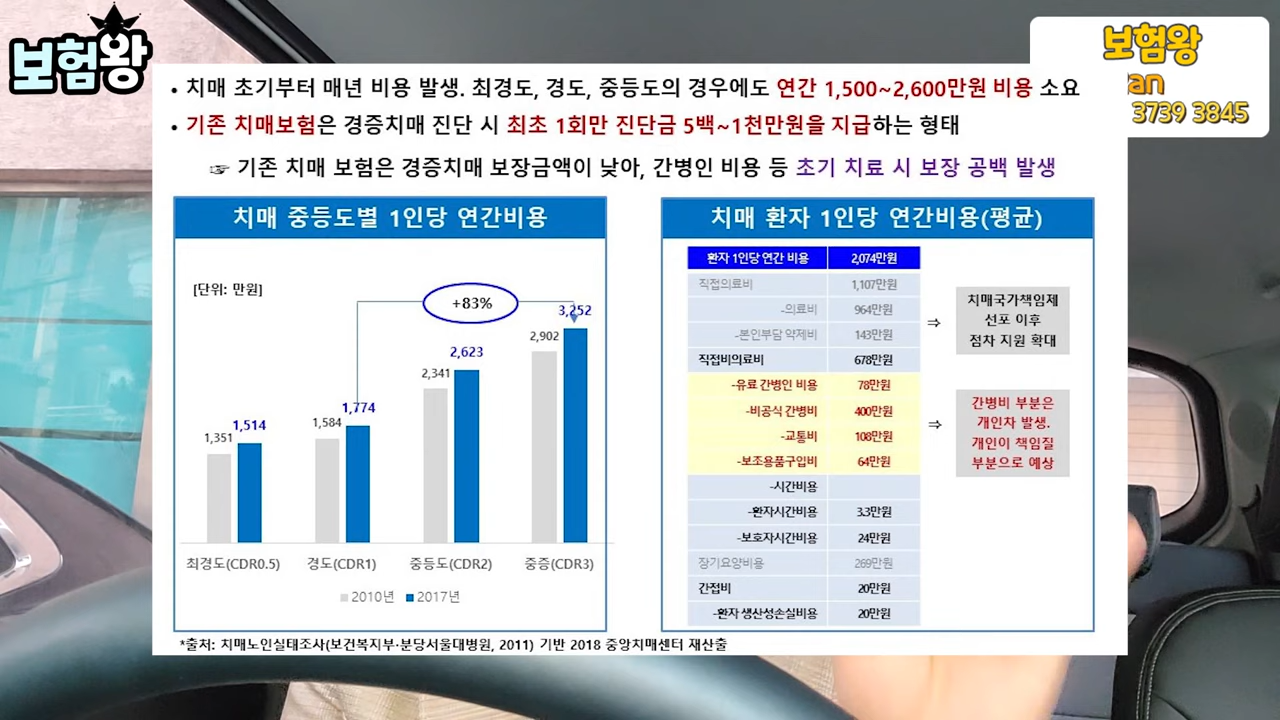 보험왕
보험왕
an
3739 3845
• 치매 초기부터 매년 비용 발생. 최경도, 경도, 중등도의 경우에도 연간 1,500~2,600만원 비용 소요
• 기존 치매보험은 경증치매 진단 시 최초 1회만 진단금 5백~1천만원을 지급하는 형태
☞ 기존 치매 보험은 경증치매 보장금액이 낮아, 간병인 비용 등 초기 치료 시 보장 공백 발생
치매 중등도별 1인당 연간비용
[단위: 만원]
+83%
1,351
1,514
1,584
1,774
2,341
2,623
2,902
3,252
최경도(CDR0.5)
경도(CDR1)
중등도(CDR2)
중증(CDR3)
2010년
2017년
치매 환자 1인당 연간비용(평균)
환자 1인당 연간 비용 2,074만원
직접의료비 1,107만원
-의료비 964만원
-본인부담 약제비 143만원
직접비의료비 678만원
-유료 간병인 비용 78만원
-비공식 간병비 400만원
-교통비 108만원
-보조용품구입비 64만원
-시간비용
-환자시간비용 3.3만원
-보호자시간비용 24만원
장기요양비용 269만원
간접비 20만원
-환자 생산성손실비용 20만원
⇒
치매국가책임제
선포 이후
점차 지원 확대
⇒
간병비 부분은
개인차 발생.
개인이 책임질
부분으로 예상
*출처: 치매노인실태조사(보건복지부·분당서울대병원, 2011) 기반 2018 중앙치매센터 재산출